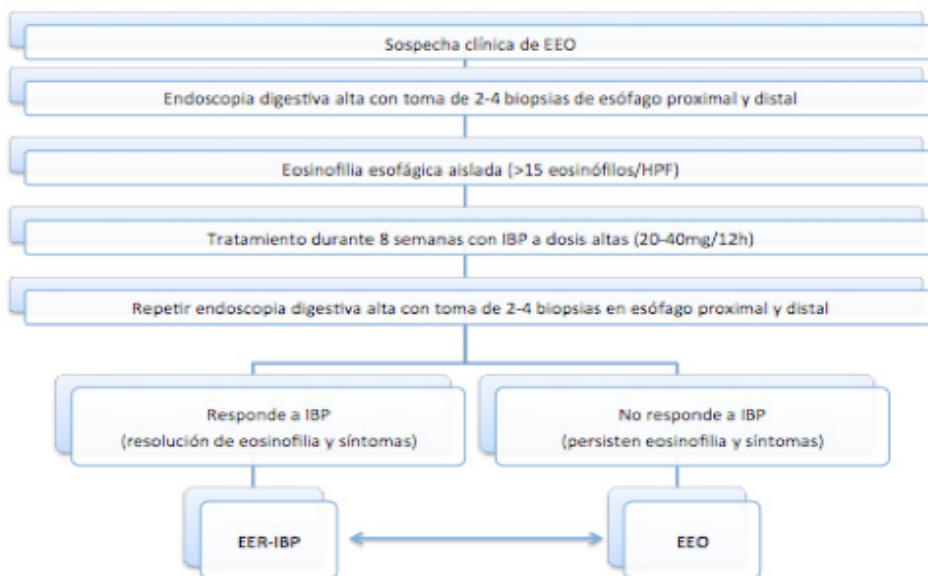 Sospecha clínica de EEO
Endoscopia digestiva alta con toma de 2-4 biopsias de esófago proximal y distal
Eosinofilia esofágica aislada (>15 eosinófilos/HPF)
Tratamiento durante 8 semanas con IBP a dosis altas (20-40mg/12h)
Repetir endoscopia digestiva alta con toma de 2-4 biopsias en esófago proximal y distal
Responde a IBP
(resolución de eosinofilia y síntomas)
No responde a IBP
(persisten eosinofilia y síntomas)
EER-IBP
EEO